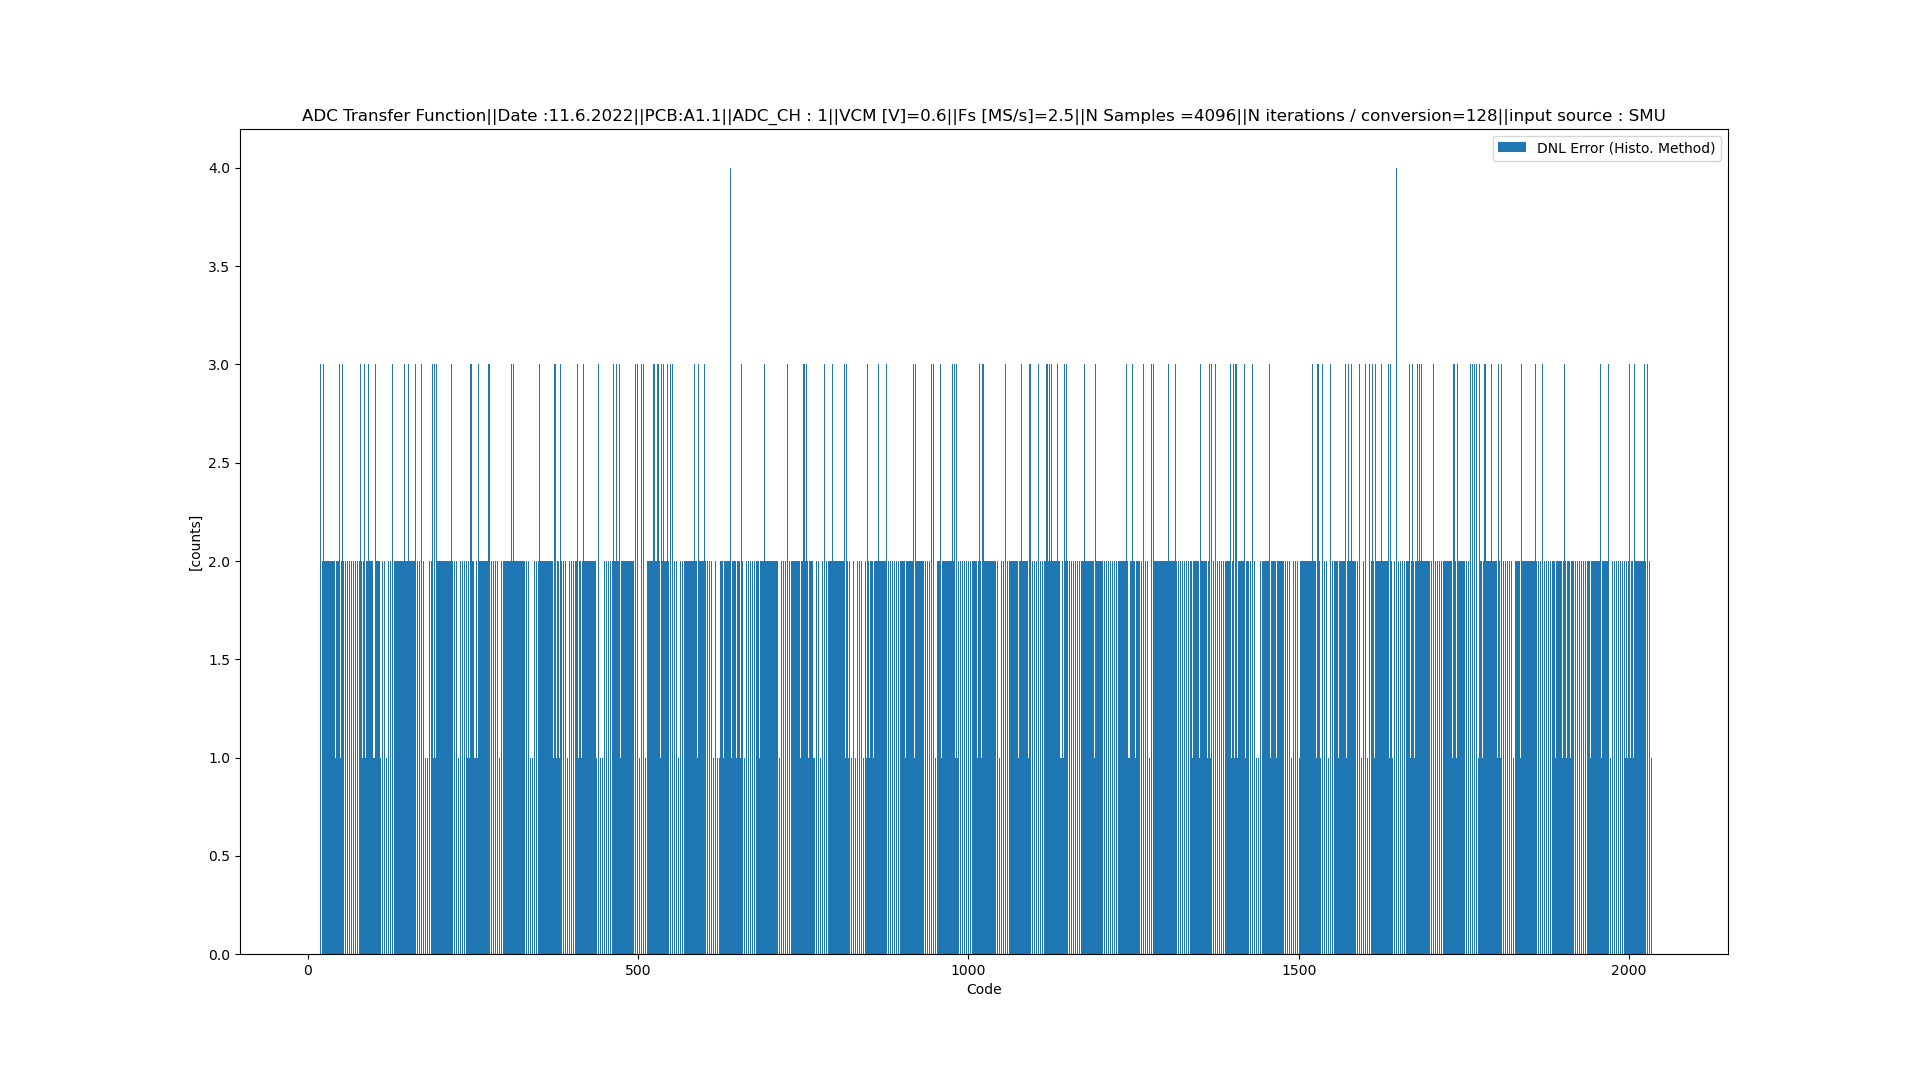 ADC Transfer Function||Date :11.6.2022||PCB:A1.1||ADC_CH : 1||VCM [V]=0.6||Fs [MS/s]=2.5||N Samples =4096||N iterations / conversion=128||input source : SMU
DNL Error (Histo. Method)
4.0
3.5
3.0
2.5
2.0
1.5
1.0
0.5
0.0
[counts]
0 500 1000 1500 2000
Code